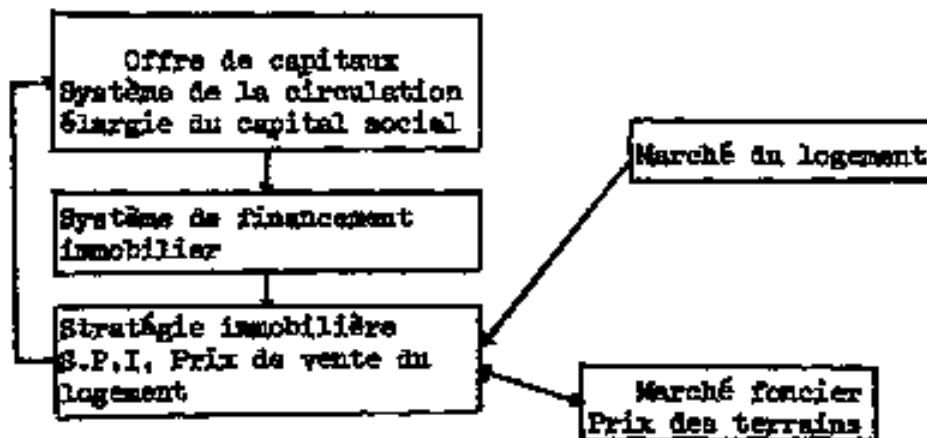 Offre de capitaux
Système de la circulation
élargie du capital social
Marché du logement
Système de financement
immobilier
Stratégie immobilière
S.P.I. Prix de vente du
logement
Marché foncier
Prix des terrains